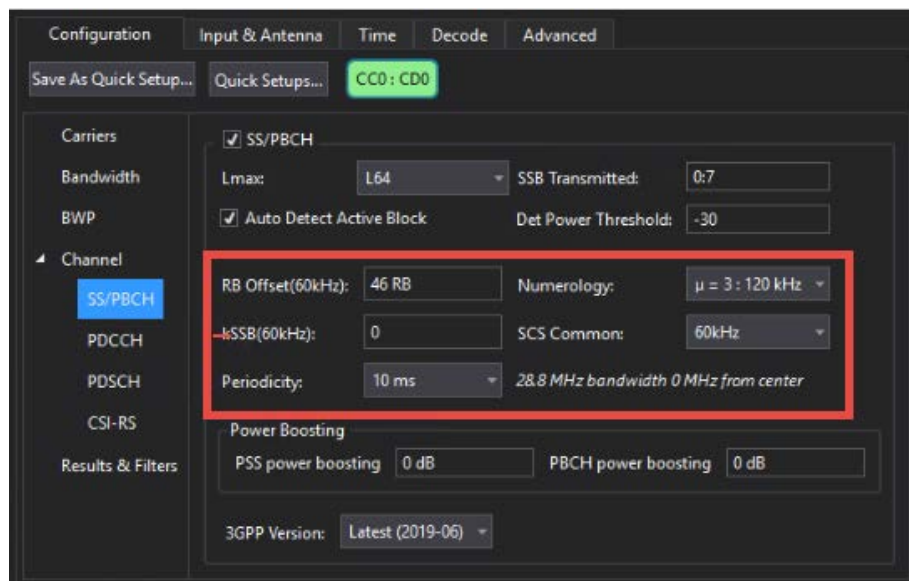 Configuration Input & Antenna Time Decode Advanced
Save As Quick Setup... Quick Setups... CC0 : CD0
Carriers
Bandwidth
BWP
Channel
SS/PBCH
PDCCH
PDSCH
CSI-RS
Results & Filters
SS/PBCH
Lmax: L64 SSB Transmitted: 0:7
Auto Detect Active Block Det Power Threshold: -30
RB Offset(60kHz): 46 RB Numerology: μ = 3 : 120 kHz
kSSB(60kHz): 0 SCS Common: 60kHz
Periodicity: 10 ms 28.8 MHz bandwidth 0 MHz from center
Power Boosting
PSS power boosting 0 dB PBCH power boosting 0 dB
3GPP Version: Latest (2019-06)